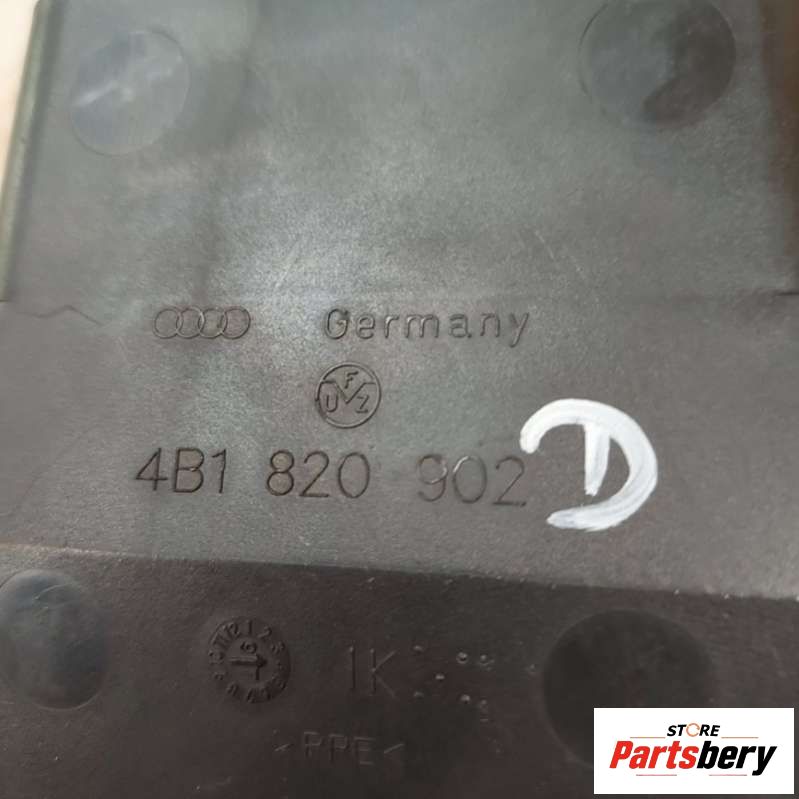 Germany
F
U Z
4B1 820 902 D
1K
>PPE<
STORE
Partsbery